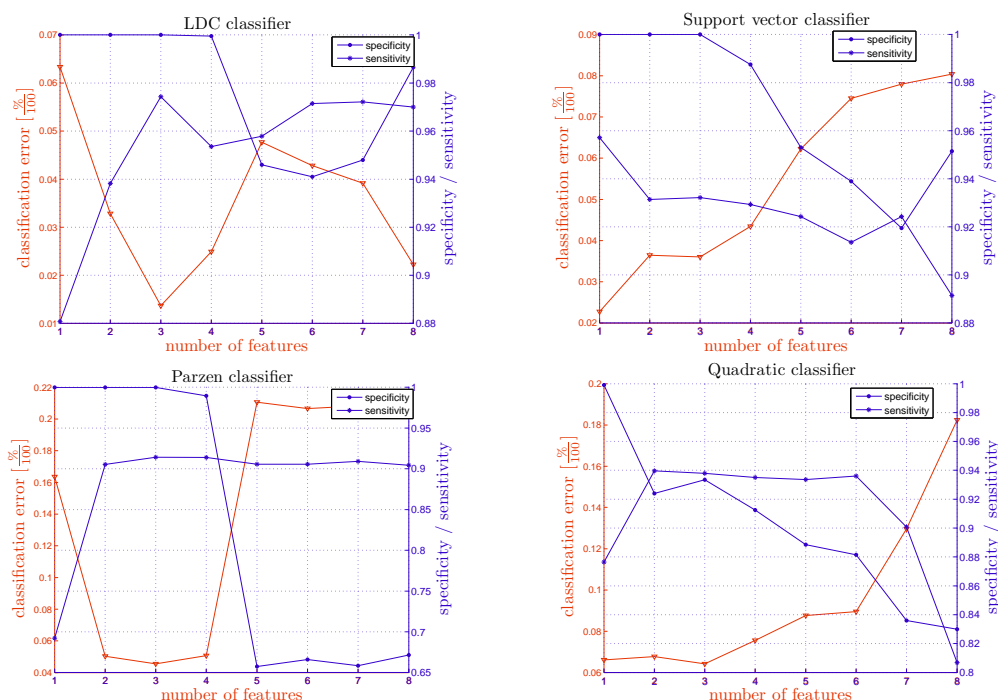 LDC classifier
0.07
0.06
0.05
0.04
0.03
0.02
0.01
classification error [%/100]
1
0.98
0.96
0.94
0.92
0.9
0.88
specificity / sensitivity
specificity
sensitivity
1 2 3 4 5 6 7 8
number of features
Support vector classifier
0.09
0.08
0.07
0.06
0.05
0.04
0.03
0.02
classification error [%/100]
1
0.98
0.96
0.94
0.92
0.9
0.88
specificity / sensitivity
specificity
sensitivity
1 2 3 4 5 6 7 8
number of features
Parzen classifier
0.22
0.2
0.18
0.16
0.14
0.12
0.1
0.08
0.06
0.04
classification error [%/100]
1
0.95
0.9
0.85
0.8
0.75
0.7
0.65
specificity / sensitivity
specificity
sensitivity
1 2 3 4 5 6 7 8
number of features
Quadratic classifier
0.2
0.18
0.16
0.14
0.12
0.1
0.08
0.06
classification error [%/100]
1
0.98
0.96
0.94
0.92
0.9
0.88
0.86
0.84
0.82
0.8
specificity / sensitivity
specificity
sensitivity
1 2 3 4 5 6 7 8
number of features